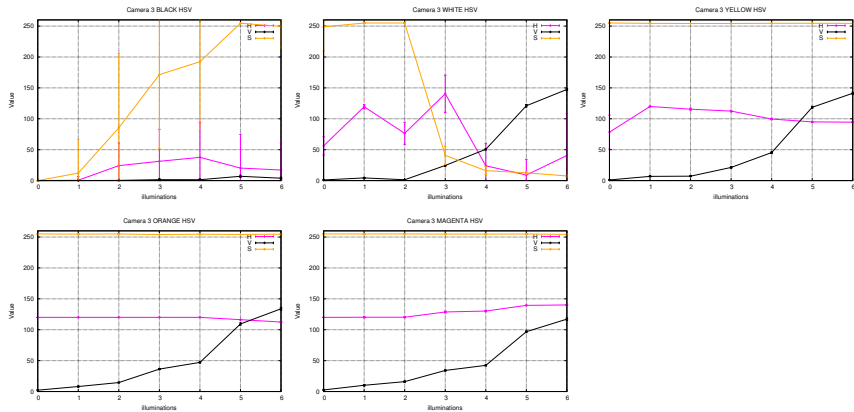 Camera 3 BLACK HSV
H
V
S
Value
250
200
150
100
50
0
0 1 2 3 4 5 6
illuminations
Camera 3 WHITE HSV
H
V
S
Value
250
200
150
100
50
0
0 1 2 3 4 5 6
illuminations
Camera 3 YELLOW HSV
H
V
S
Value
250
200
150
100
50
0
0 1 2 3 4 5 6
illuminations
Camera 3 ORANGE HSV
H
V
S
Value
250
200
150
100
50
0
0 1 2 3 4 5 6
illuminations
Camera 3 MAGENTA HSV
H
V
S
Value
250
200
150
100
50
0
0 1 2 3 4 5 6
illuminations